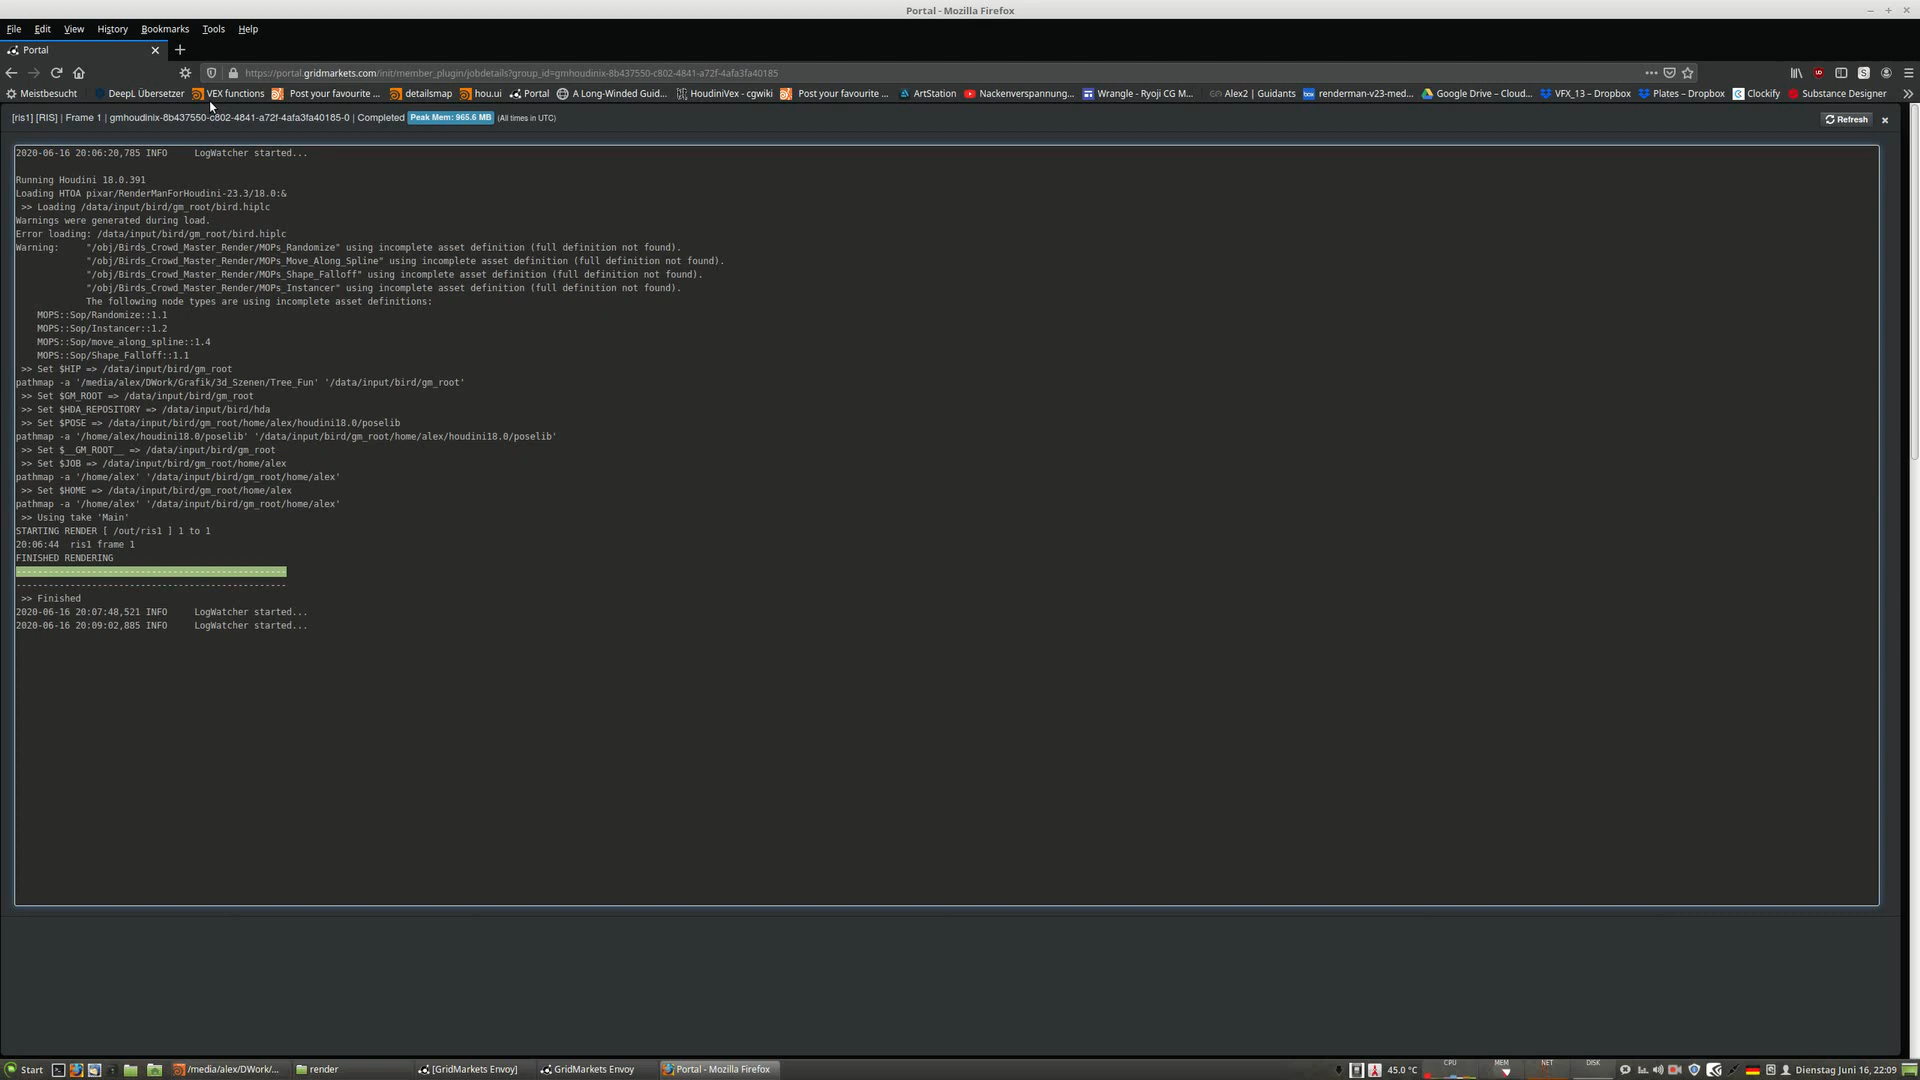 Portal - Mozilla Firefox
File Edit View History Bookmarks Tools Help
Portal
https://portal.gridmarkets.com/init/member_plugin/jobdetails?group_id=gmhoudinix-8b437550-c802-4841-a72f-4afa3fa40185
Meistbesucht DeepL Übersetzer VEX functions Post your favourite ... detailsmap hou.ui Portal A Long-Winded Guid... HoudiniVex - cgwiki Post your favourite ... ArtStation Nackenverspannung... Wrangle - Ryoji CG M... Alex2 | Guidants renderman-v23-med... Google Drive – Cloud... VFX_13 – Dropbox Plates – Dropbox Clockify Substance Designer
[ris1] [RIS] | Frame 1 | gmhoudinix-8b437550-c802-4841-a72f-4afa3fa40185-0 | Completed Peak Mem: 965.6 MB (All times in UTC) Refresh
2020-06-16 20:06:20,785 INFO LogWatcher started...
Running Houdini 18.0.391
Loading HTOA pixar/RenderManForHoudini-23.3/18.0:&
>> Loading /data/input/bird/gm_root/bird.hiplc
Warnings were generated during load.
Error loading: /data/input/bird/gm_root/bird.hiplc
Warning: "/obj/Birds_Crowd_Master_Render/MOPs_Randomize" using incomplete asset definition (full definition not found).
"/obj/Birds_Crowd_Master_Render/MOPs_Move_Along_Spline" using incomplete asset definition (full definition not found).
"/obj/Birds_Crowd_Master_Render/MOPs_Shape_Falloff" using incomplete asset definition (full definition not found).
"/obj/Birds_Crowd_Master_Render/MOPs_Instancer" using incomplete asset definition (full definition not found).
The following node types are using incomplete asset definitions:
MOPS::Sop/Randomize::1.1
MOPS::Sop/Instancer::1.2
MOPS::Sop/move_along_spline::1.4
MOPS::Sop/Shape_Falloff::1.1
>> Set $HIP => /data/input/bird/gm_root
pathmap -a '/media/alex/DWork/Grafik/3d_Szenen/Tree_Fun' '/data/input/bird/gm_root'
>> Set $GM_ROOT => /data/input/bird/gm_root
>> Set $HDA_REPOSITORY => /data/input/bird/hda
>> Set $POSE => /data/input/bird/gm_root/home/alex/houdini18.0/poselib
pathmap -a '/home/alex/houdini18.0/poselib' '/data/input/bird/gm_root/home/alex/houdini18.0/poselib'
>> Set $__GM_ROOT__ => /data/input/bird/gm_root
>> Set $JOB => /data/input/bird/gm_root/home/alex
pathmap -a '/home/alex' '/data/input/bird/gm_root/home/alex'
>> Set $HOME => /data/input/bird/gm_root/home/alex
pathmap -a '/home/alex' '/data/input/bird/gm_root/home/alex'
>> Using take 'Main'
STARTING RENDER [ /out/ris1 ] 1 to 1
20:06:44 ris1 frame 1
FINISHED RENDERING
--------------------------------------------------
--------------------------------------------------
>> Finished
2020-06-16 20:07:48,521 INFO LogWatcher started...
2020-06-16 20:09:02,885 INFO LogWatcher started...
Start /media/alex/DWork/... render [GridMarkets Envoy] GridMarkets Envoy Portal - Mozilla Firefox 45.0 °C CPU MEM NET DISK Dienstag Juni 16, 22:09